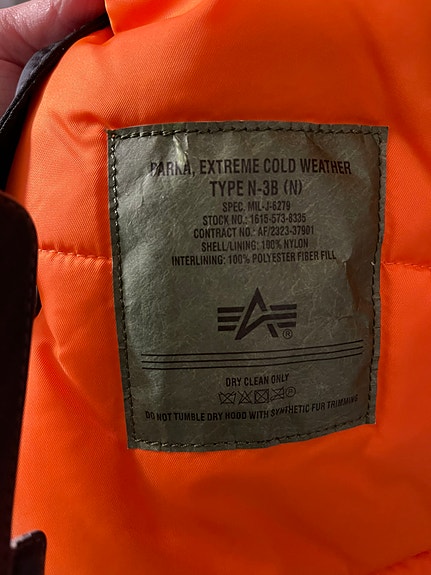 PARKA, EXTREME COLD WEATHER
TYPE N-3B (N)
SPEC. MIL-J-6279
STOCK NO.: 1615-573-8335
CONTRACT NO.: AF/2323-37901
SHELL/LINING: 100% NYLON
INTERLINING: 100% POLYESTER FIBER FILL
®
DRY CLEAN ONLY
DO NOT TUMBLE DRY HOOD WITH SYNTHETIC FUR TRIMMING